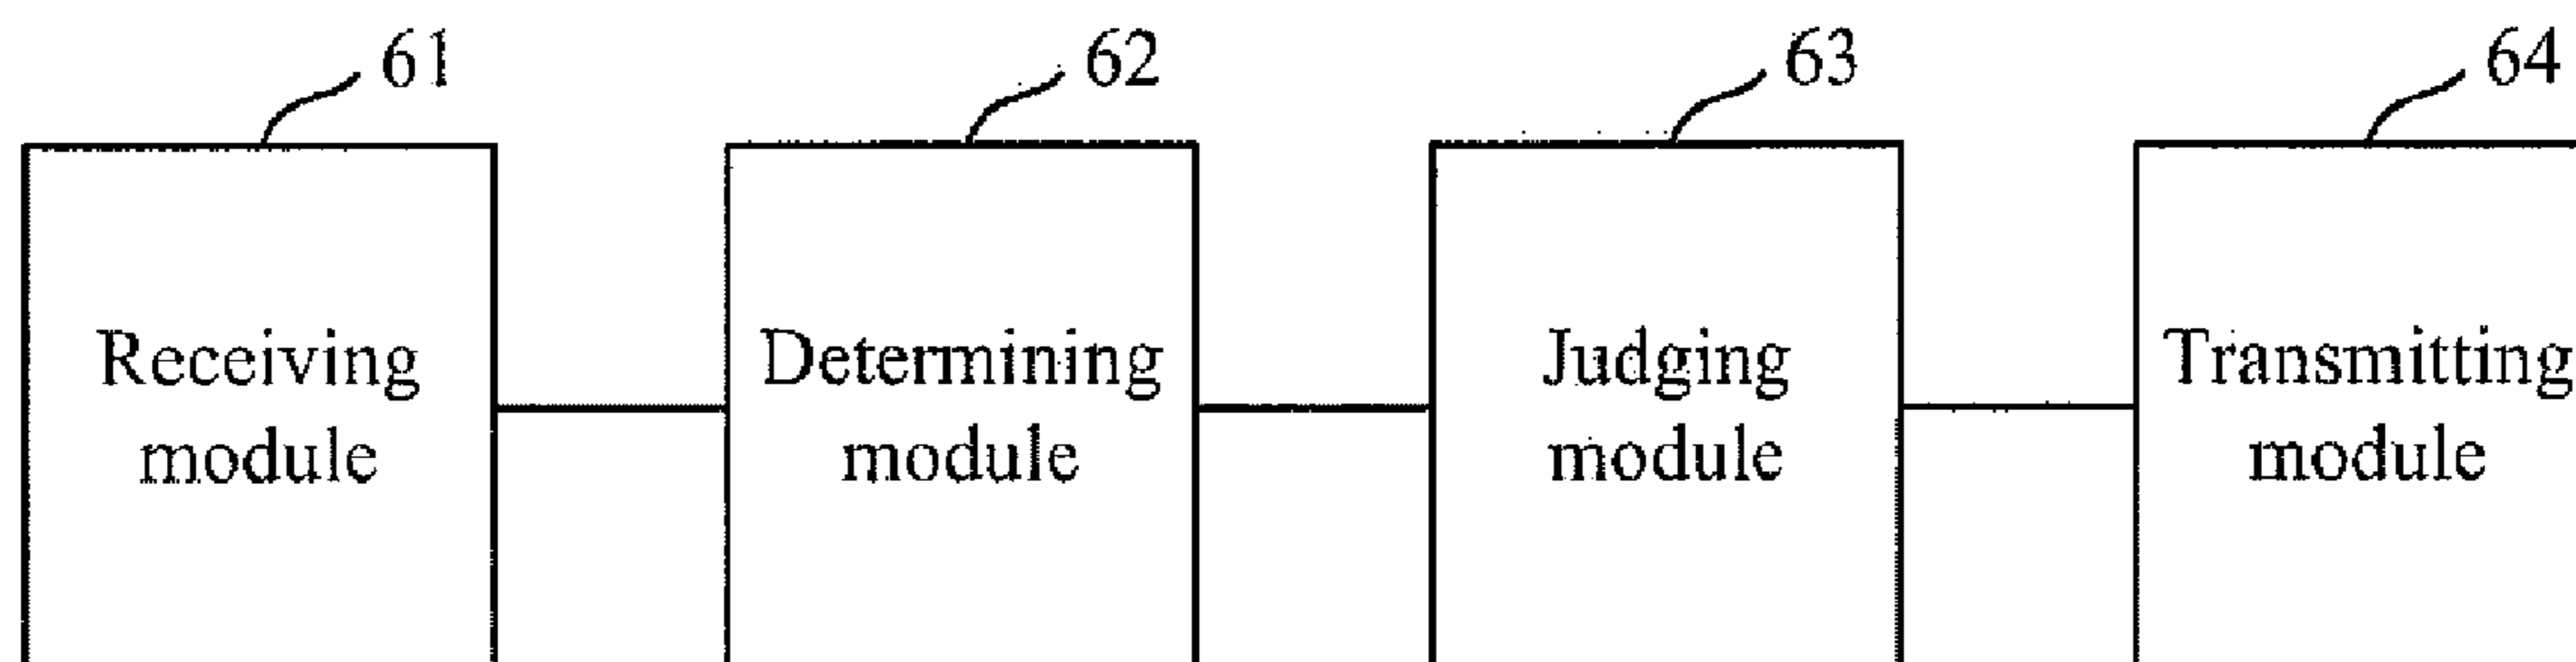 61
62
63
64
Receiving
module
Determining
module
Judging
module
Transmitting
module